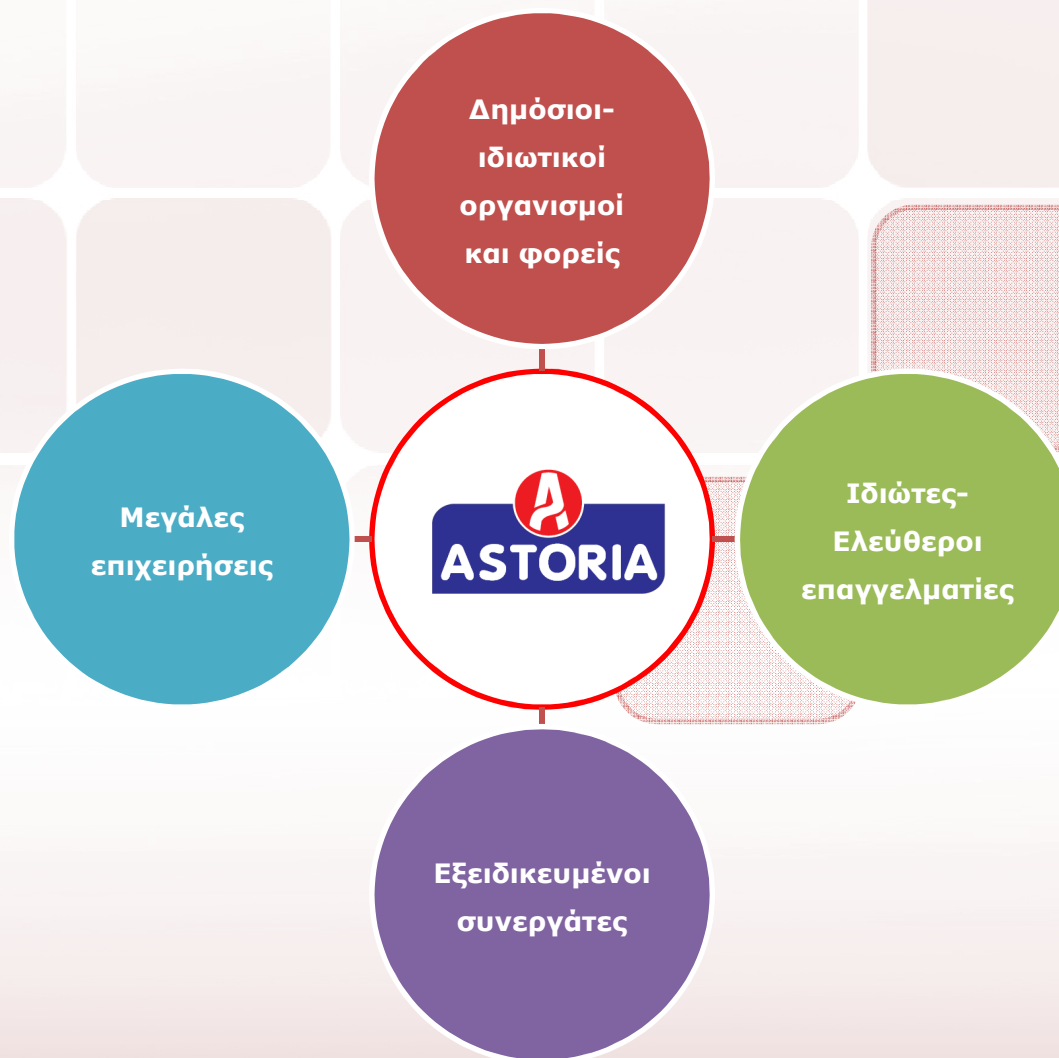 Δημόσιοι-
ιδιωτικοί
οργανισμοί
και φορείς
Μεγάλες
επιχειρήσεις
ASTORIA
Ιδιώτες-
Ελεύθεροι
επαγγελματίες
Εξειδικευμένοι
συνεργάτες